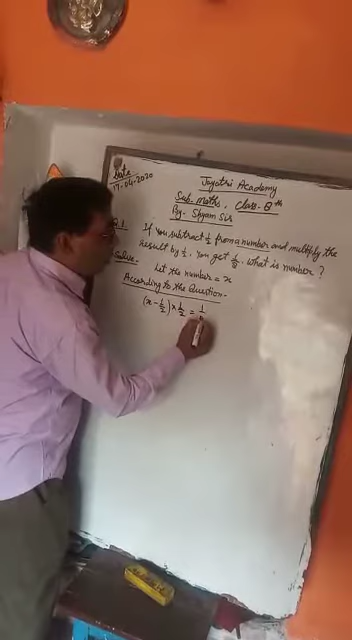 Date
17-04-2020
Jayotri Academy
Sub. maths, Class-8th
By- Shyam Sir
Q.1 If you subtract 1/2 from a number and multiply the
Result by 1/2, you get 1/8. what is number?
Solve-
Let the number = x
According to the Question-
(x - 1/2) × 1/2 = 1/